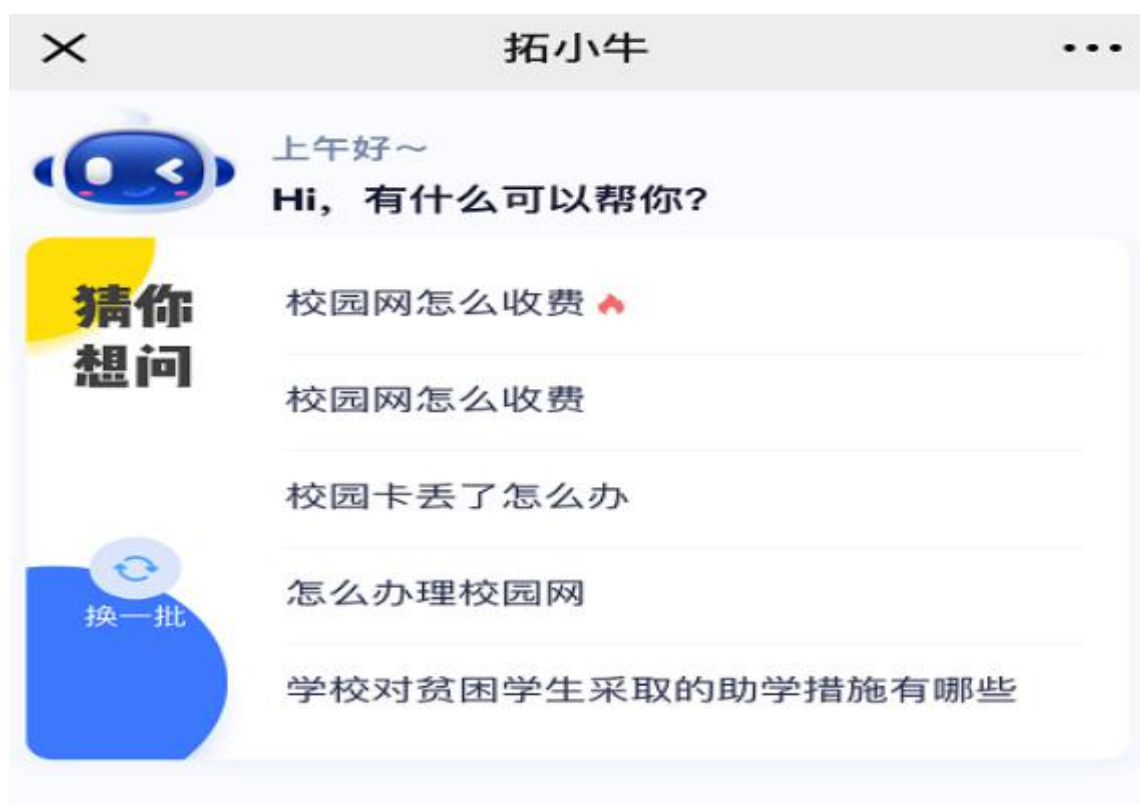 拓小牛
上午好～
Hi，有什么可以帮你?
猜你
想问
校园网怎么收费
校园网怎么收费
校园卡丢了怎么办
怎么办理校园网
换一批
学校对贫困学生采取的助学措施有哪些